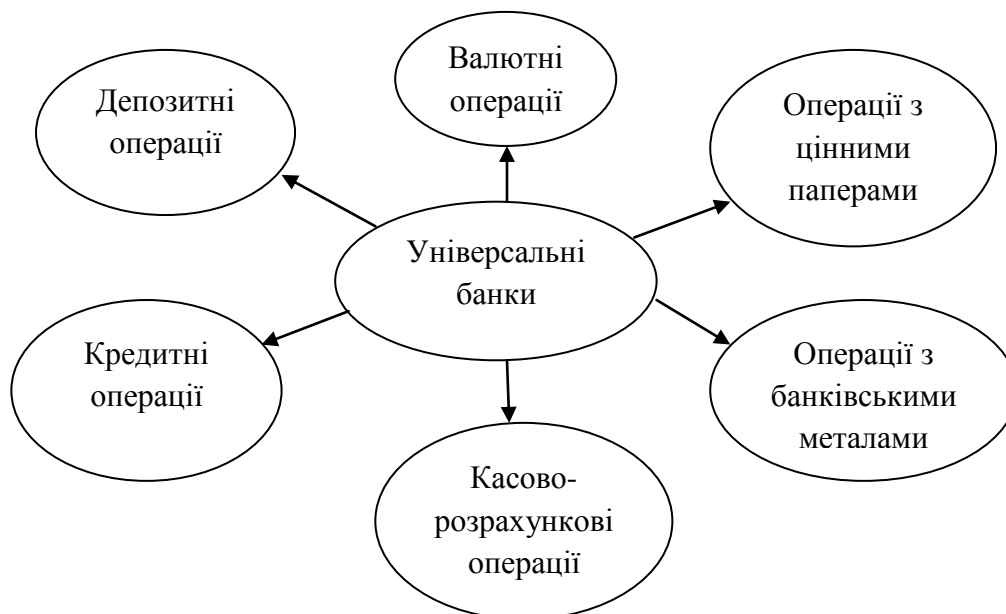 Депозитні
операції
Валютні
операції
Операції з
цінними
паперами
Універсальні
банки
Кредитні
операції
Операції з
банківськими
металами
Касово-
розрахункові
операції